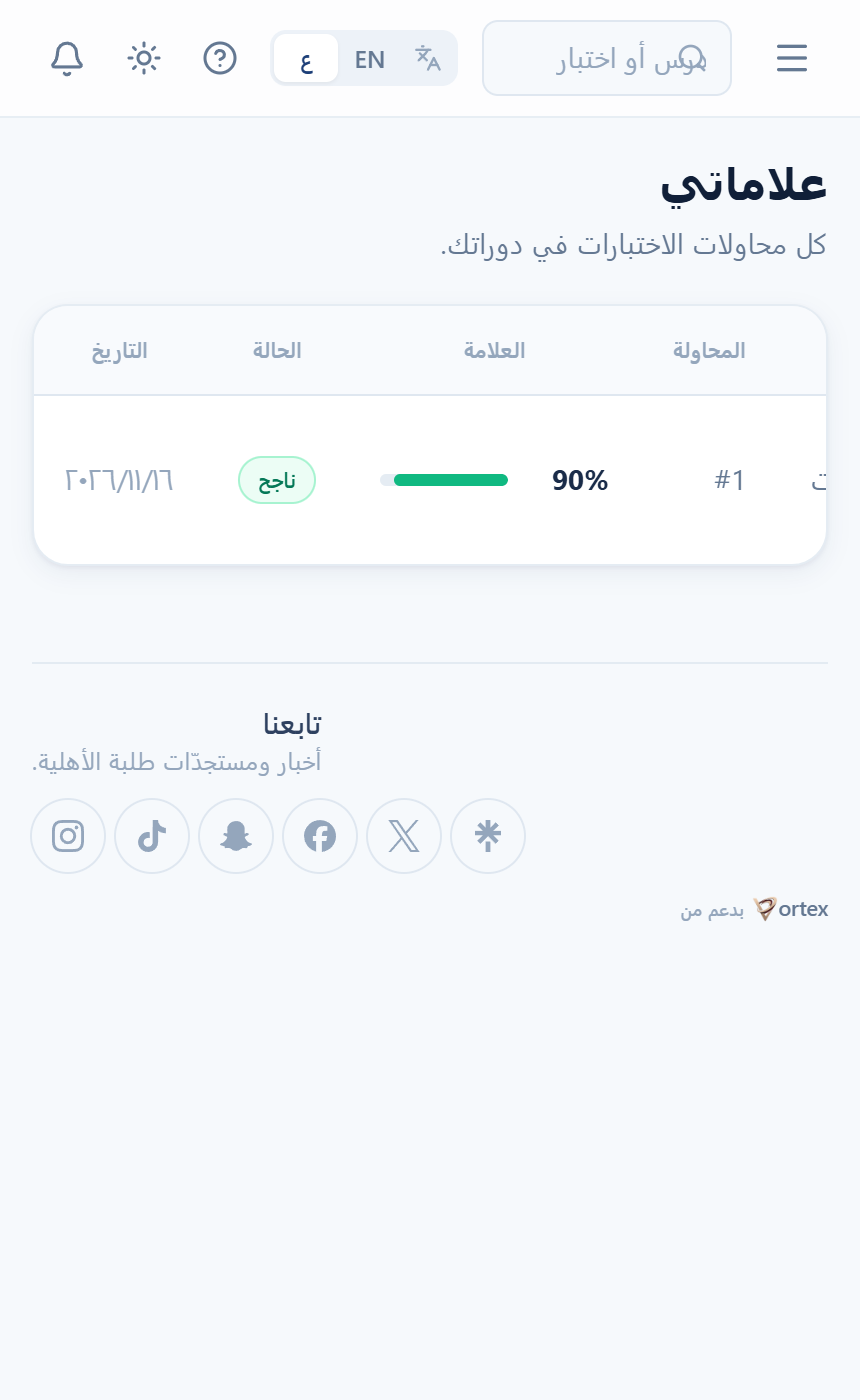 EN ع
أو اختبار
علاماتي
كل محاولات الاختبارات في دوراتك.
المحاولة العلامة الحالة التاريخ
#1 90% ناجح ٢٠٢٦/١١/١٦
تابعنا
أخبار ومستجدّات طلبة الأهلية.
بدعم من ortex